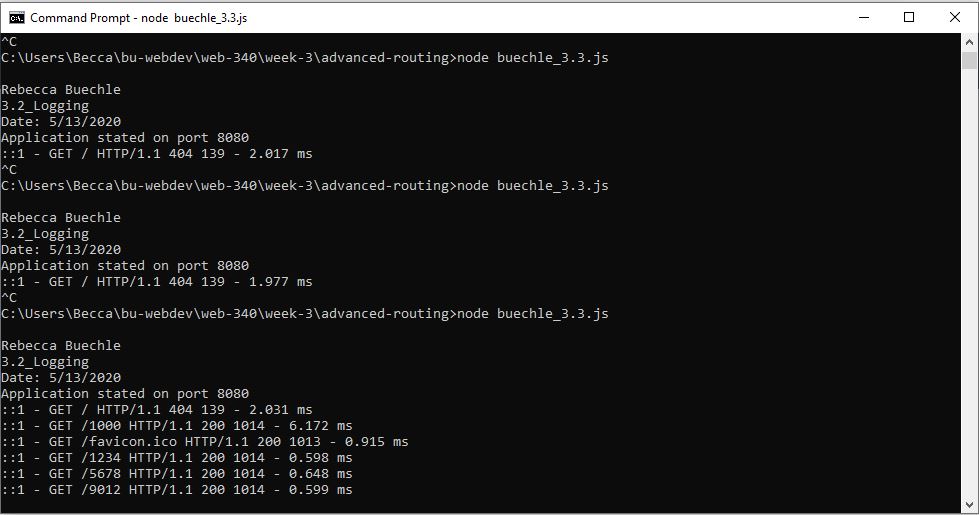 Command Prompt - node  buechle_3.3.js
^C
C:\Users\Becca\bu-webdev\web-340\week-3\advanced-routing>node buechle_3.3.js
Rebecca Buechle
3.2_Logging
Date: 5/13/2020
Application stated on port 8080
::1 - GET / HTTP/1.1 404 139 - 2.017 ms
^C
C:\Users\Becca\bu-webdev\web-340\week-3\advanced-routing>node buechle_3.3.js
Rebecca Buechle
3.2_Logging
Date: 5/13/2020
Application stated on port 8080
::1 - GET / HTTP/1.1 404 139 - 1.977 ms
^C
C:\Users\Becca\bu-webdev\web-340\week-3\advanced-routing>node buechle_3.3.js
Rebecca Buechle
3.2_Logging
Date: 5/13/2020
Application stated on port 8080
::1 - GET / HTTP/1.1 404 139 - 2.031 ms
::1 - GET /1000 HTTP/1.1 200 1014 - 6.172 ms
::1 - GET /favicon.ico HTTP/1.1 200 1013 - 0.915 ms
::1 - GET /1234 HTTP/1.1 200 1014 - 0.598 ms
::1 - GET /5678 HTTP/1.1 200 1014 - 0.648 ms
::1 - GET /9012 HTTP/1.1 200 1014 - 0.599 ms